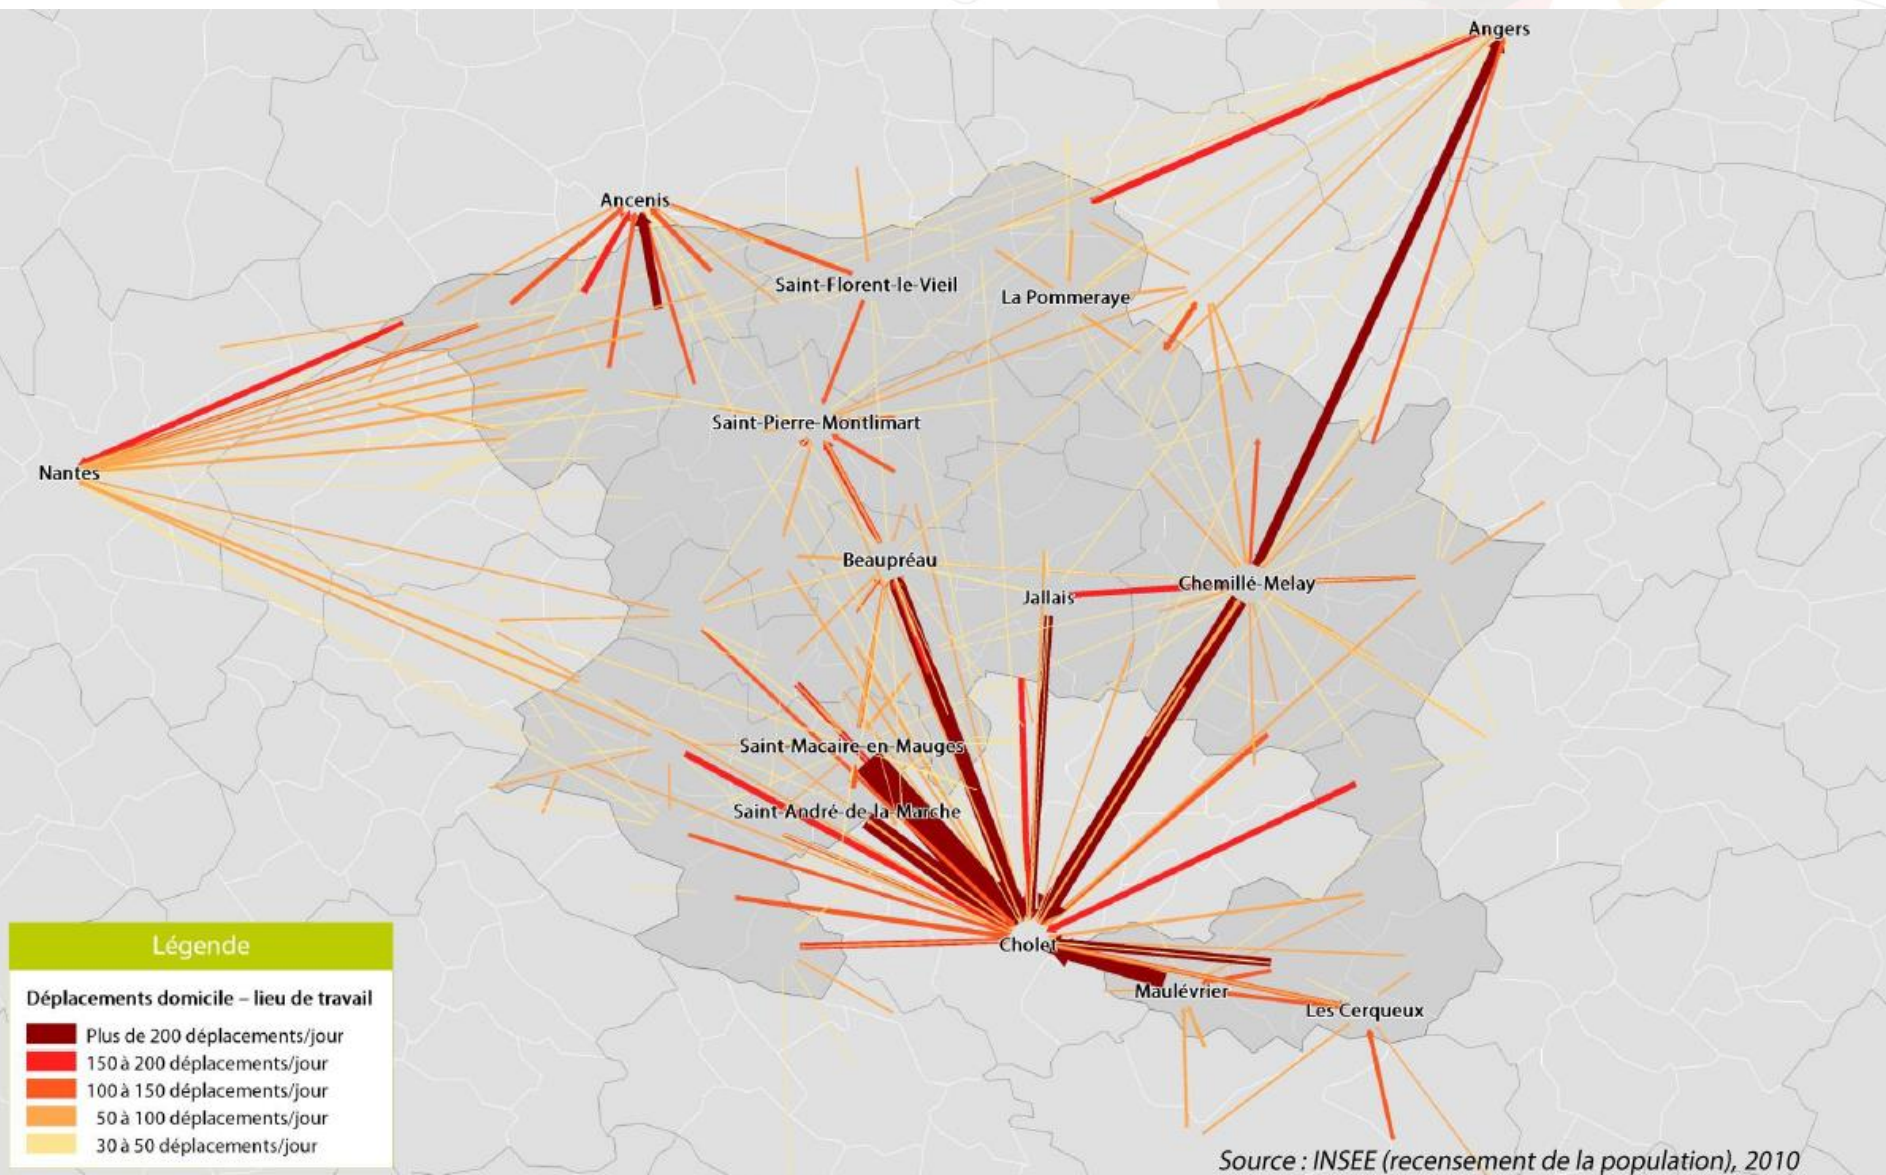 Angers
Ancenis
Saint-Florent-le-Vieil
La Pommeraye
Saint-Pierre-Montlimart
Nantes
Beaupréau
Chemillé-Melay
Jallais
Saint-Macaire-en-Mauges
Saint-André-de-la-Marche
Cholet
Maulévrier
Les Cerqueux
Légende
Déplacements domicile – lieu de travail
Plus de 200 déplacements/jour
150 à 200 déplacements/jour
100 à 150 déplacements/jour
50 à 100 déplacements/jour
30 à 50 déplacements/jour
Source : INSEE (recensement de la population), 2010